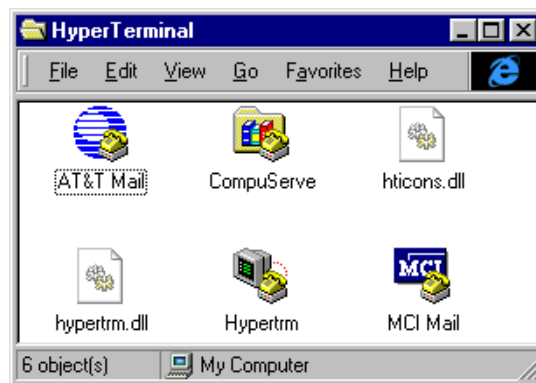 HyperTerminal
File Edit View Go Favorites Help
AT&T Mail CompuServe hticons.dll
MCI
hypertrm.dll Hypertrm MCI Mail
6 object(s) My Computer